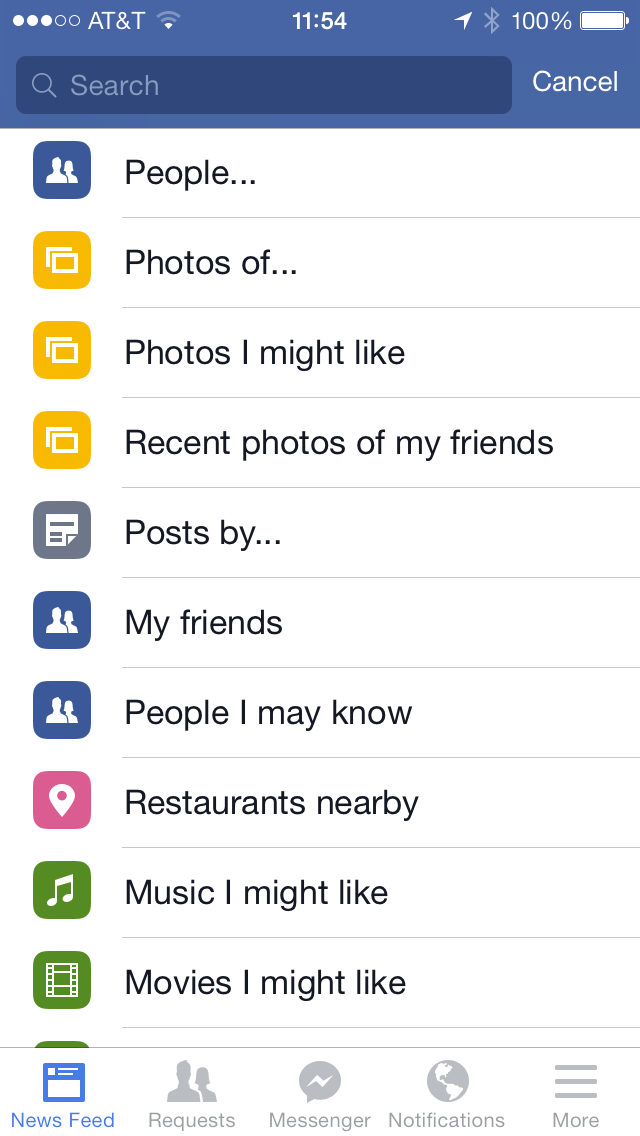 AT&T 11:54 100%
Search Cancel
People...
Photos of...
Photos I might like
Recent photos of my friends
Posts by...
My friends
People I may know
Restaurants nearby
Music I might like
Movies I might like
News Feed Requests Messenger Notifications More